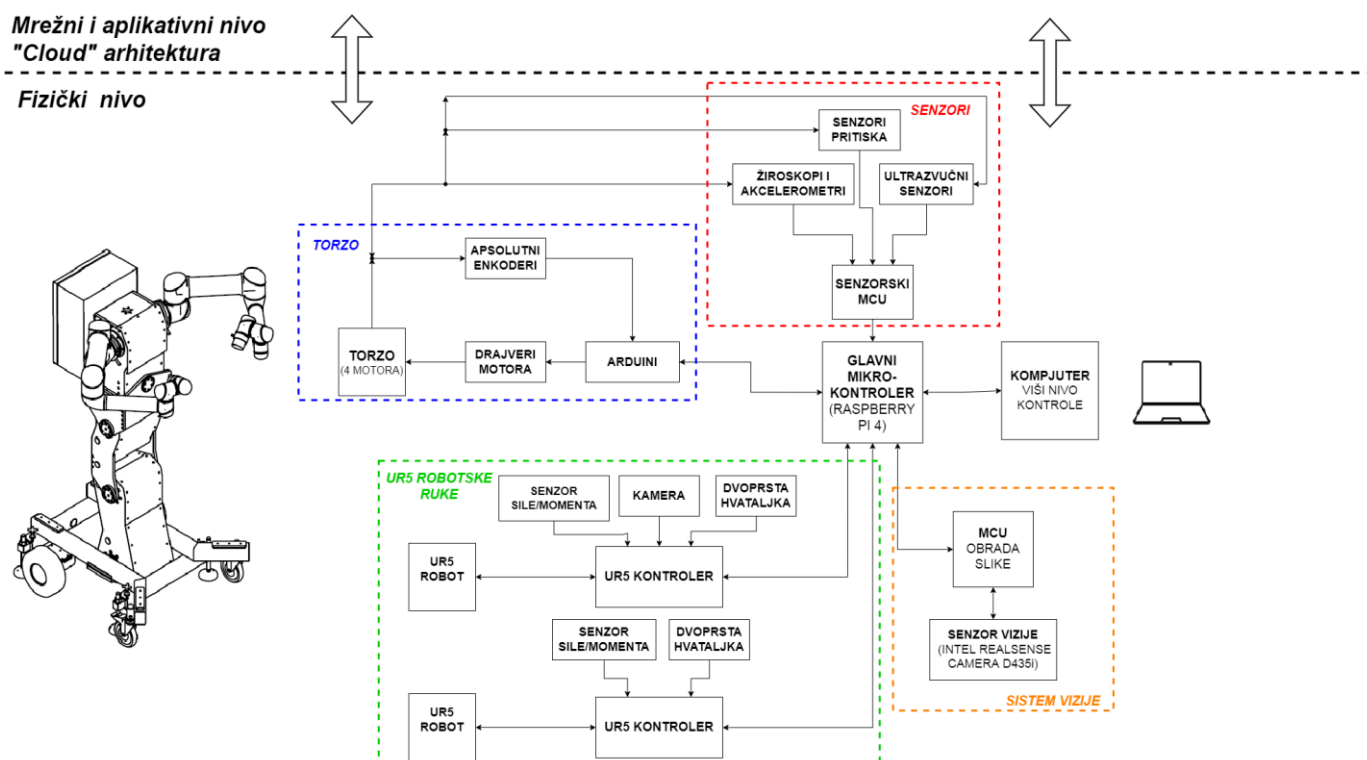 Mrežni i aplikativni nivo
"Cloud" arhitektura
Fizički nivo
SENZORI
SENZORI
PRITISKA
ŽIROSKOPI I
AKCELEROMETRI
ULTRAZVUČNI
SENZORI
SENZORSKI
MCU
TORZO
APSOLUTNI
ENKODERI
TORZO
(4 MOTORA)
DRAJVERI
MOTORA
ARDUINI
GLAVNI
MIKRO-
KONTROLER
(RASPBERRY
PI 4)
KOMPJUTER
VIŠI NIVO
KONTROLE
UR5 ROBOTSKE
RUKE
SENZOR
SILE/MOMENTA
KAMERA
DVOPRSTA
HVATALJKA
UR5
ROBOT
UR5 KONTROLER
SENZOR
SILE/MOMENTA
DVOPRSTA
HVATALJKA
UR5
ROBOT
UR5 KONTROLER
MCU
OBRADA
SLIKE
SENZOR VIZIJE
(INTEL REALSENSE
CAMERA D435i)
SISTEM VIZIJE